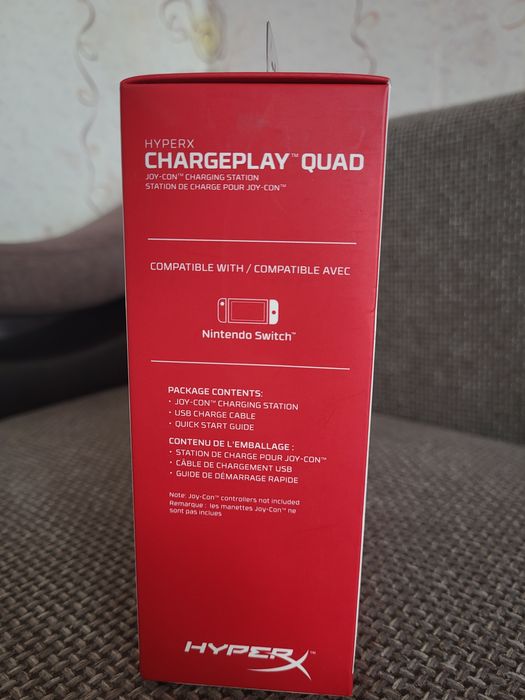 HYPERX
CHARGEPLAY™ QUAD
JOY-CON™ CHARGING STATION
STATION DE CHARGE POUR JOY-CON™
COMPATIBLE WITH / COMPATIBLE AVEC
Nintendo Switch™
PACKAGE CONTENTS:
• JOY-CON™ CHARGING STATION
• USB CHARGE CABLE
• QUICK START GUIDE
CONTENU DE L'EMBALLAGE :
• STATION DE CHARGE POUR JOY-CON™
• CÂBLE DE CHARGEMENT USB
• GUIDE DE DÉMARRAGE RAPIDE
Note: Joy-Con™ controllers not included
Remarque : les manettes Joy-Con™ ne
sont pas inclues
HYPERX™